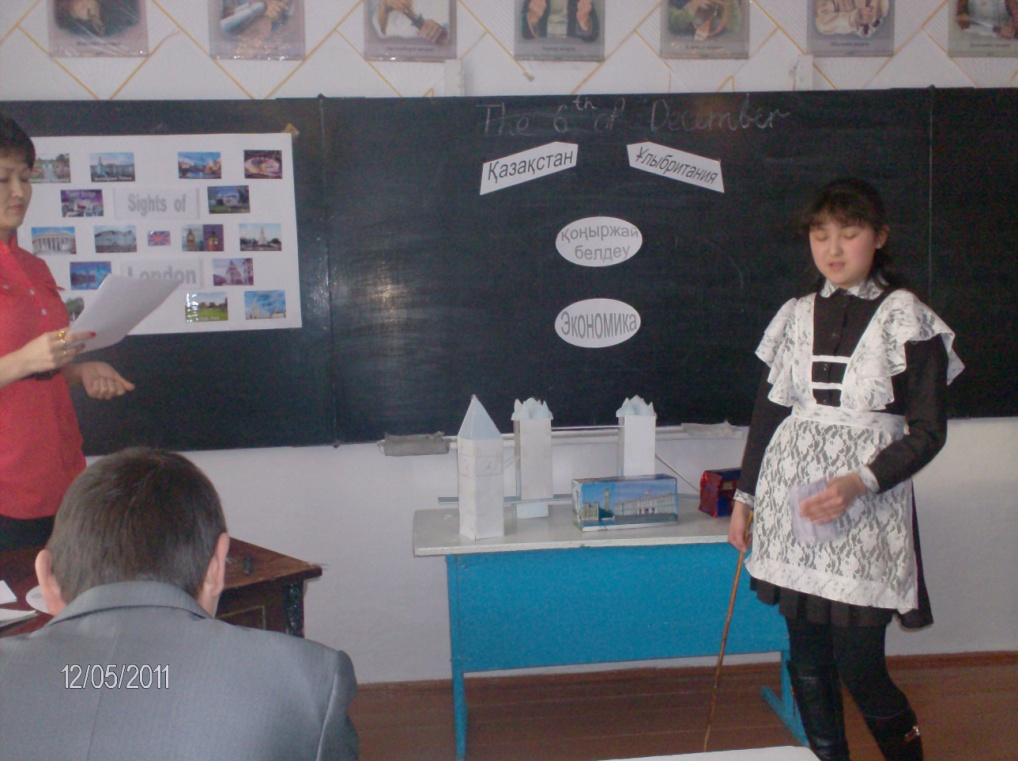 The 6th of December
Қазақстан
Ұлыбритания
қоңыржай
белдеу
Экономика
Sights of
London
12/05/2011